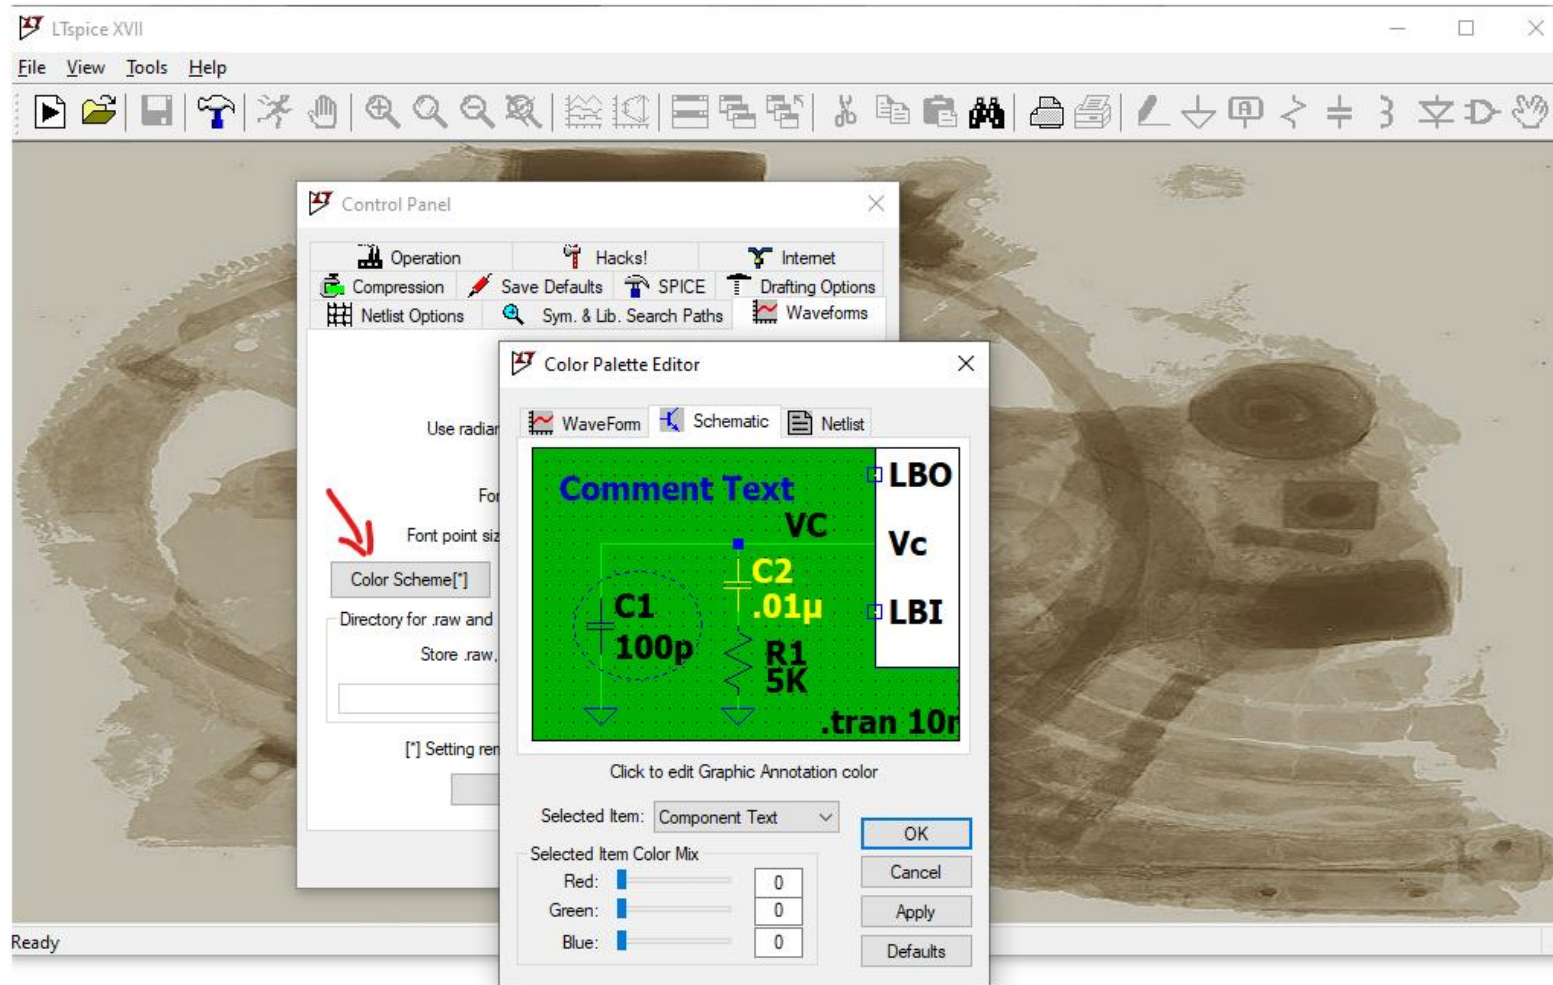 LTspice XVII
File View Tools Help
Control Panel
Operation Hacks! Internet
Compression Save Defaults SPICE Drafting Options
Netlist Options Sym. & Lib. Search Paths Waveforms
Use radian
For
Font point siz
Color Scheme[*]
Directory for .raw and
Store .raw,
[*] Setting rem
Color Palette Editor
WaveForm Schematic Netlist
Comment Text
LBO
VC
Vc
C2
.01µ
C1
100p
LBI
R1
5K
.tran 10m
Click to edit Graphic Annotation color
Selected Item: Component Text
OK
Selected Item Color Mix
Cancel
Red: 0
Green: 0
Apply
Blue: 0
Defaults
Ready